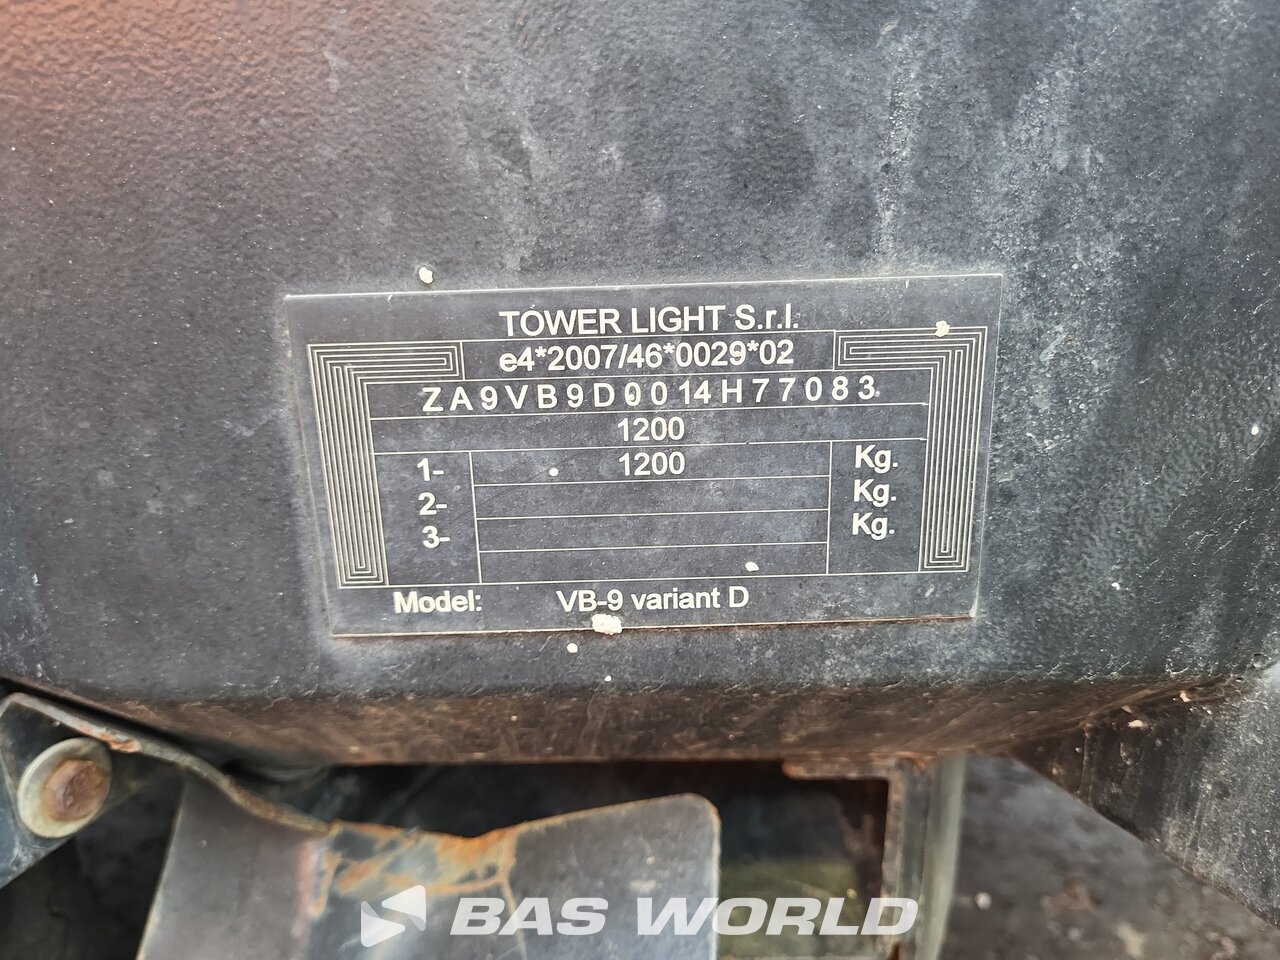 TOWER LIGHT S.r.l.
e4*2007/46*0029*02
ZA9VB9D0014H77083
1200
1- 1200 Kg.
2- Kg.
3- Kg.
Model: VB-9 variant D
BAS WORLD